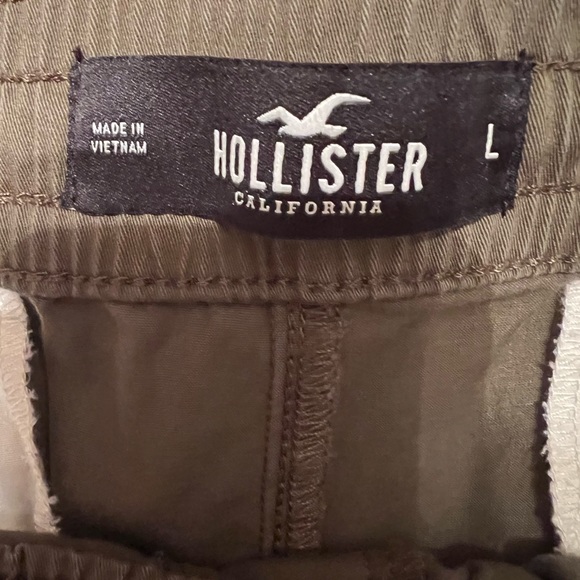 MADE IN
VIETNAM
HOLLISTER
CALIFORNIA
L